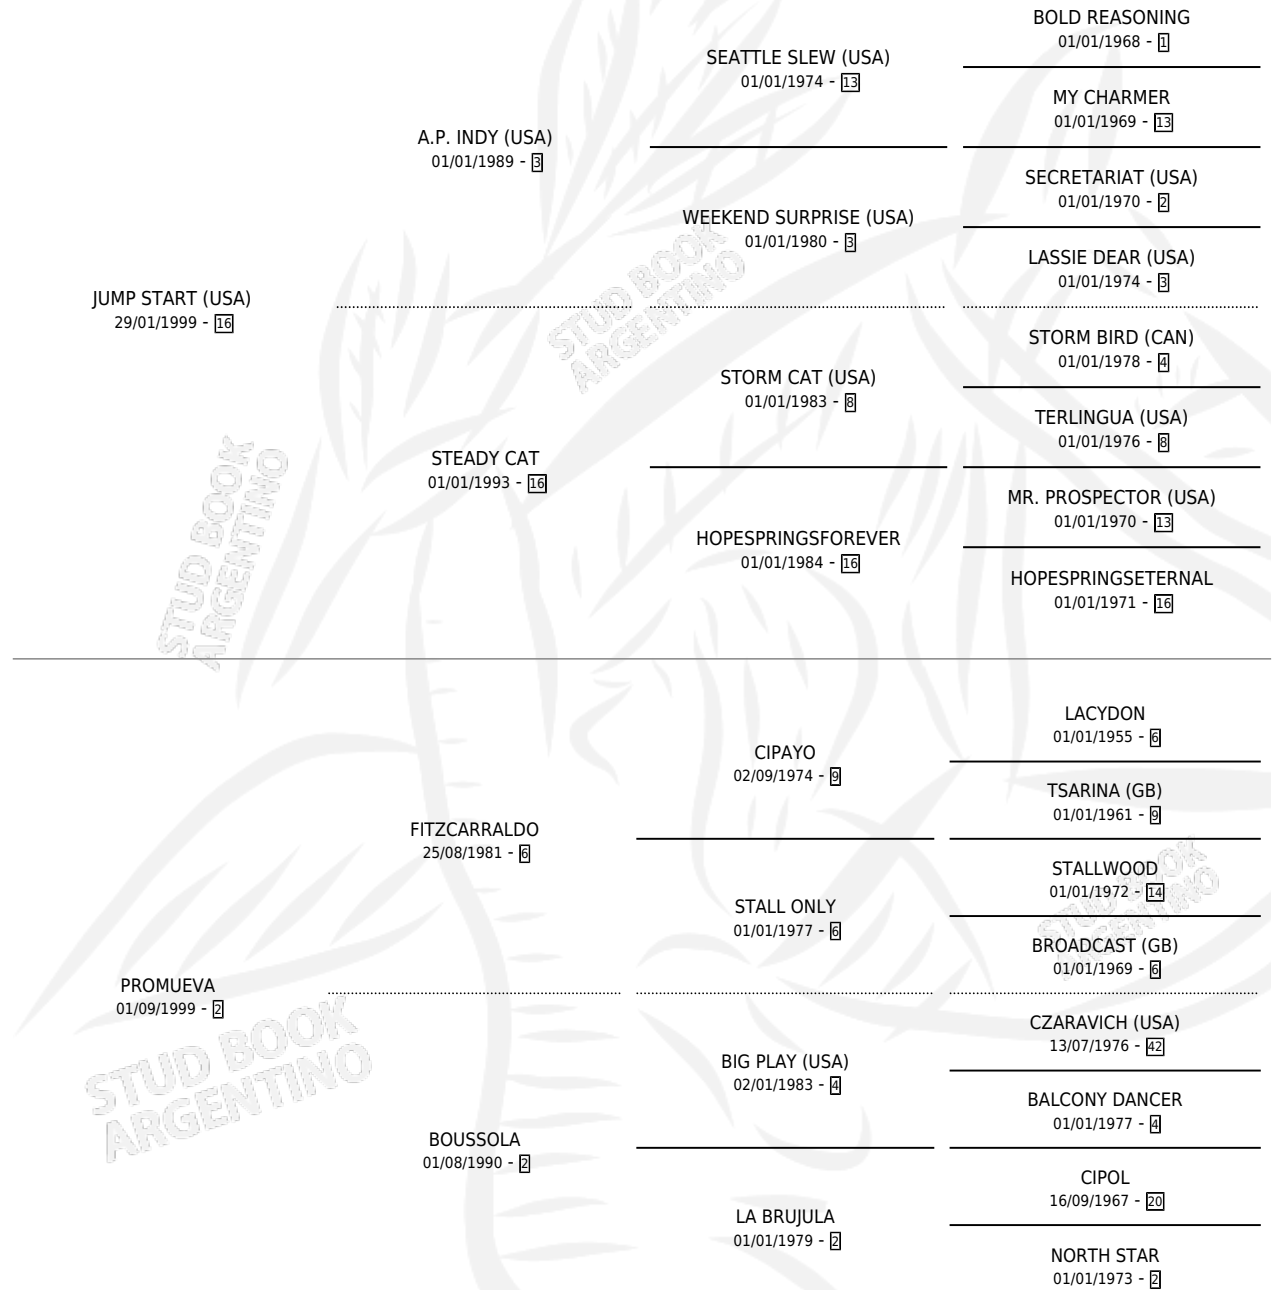 BOLD REASONING
01/01/1968 - 1
SEATTLE SLEW (USA)
01/01/1974 - 13
MY CHARMER
01/01/1969 - 13
A.P. INDY (USA)
01/01/1989 - 3
SECRETARIAT (USA)
01/01/1970 - 2
WEEKEND SURPRISE (USA)
01/01/1980 - 3
LASSIE DEAR (USA)
01/01/1974 - 3
JUMP START (USA)
29/01/1999 - 16
STUD BOOK
ARGENTINO
STORM BIRD (CAN)
01/01/1978 - 4
STORM CAT (USA)
01/01/1983 - 8
TERLINGUA (USA)
01/01/1976 - 8
STEADY CAT
01/01/1993 - 16
MR. PROSPECTOR (USA)
01/01/1970 - 13
HOPESPRINGSFOREVER
01/01/1984 - 16
HOPESPRINGSETERNAL
01/01/1971 - 16
STUD BOOK
ARGENTINO
LACYDON
01/01/1955 - 6
CIPAYO
02/09/1974 - 9
TSARINA (GB)
01/01/1961 - 9
FITZCARRALDO
25/08/1981 - 6
STALLWOOD
01/01/1972 - 14
STALL ONLY
01/01/1977 - 6
STUD BOOK
ARGENTINO
BROADCAST (GB)
01/01/1969 - 6
PROMUEVA
01/09/1999 - 2
CZARAVICH (USA)
13/07/1976 - 42
BIG PLAY (USA)
02/01/1983 - 4
STUD BOOK
ARGENTINO
BALCONY DANCER
01/01/1977 - 4
BOUSSOLA
01/08/1990 - 2
CIPOL
16/09/1967 - 20
LA BRUJULA
01/01/1979 - 2
NORTH STAR
01/01/1973 - 2